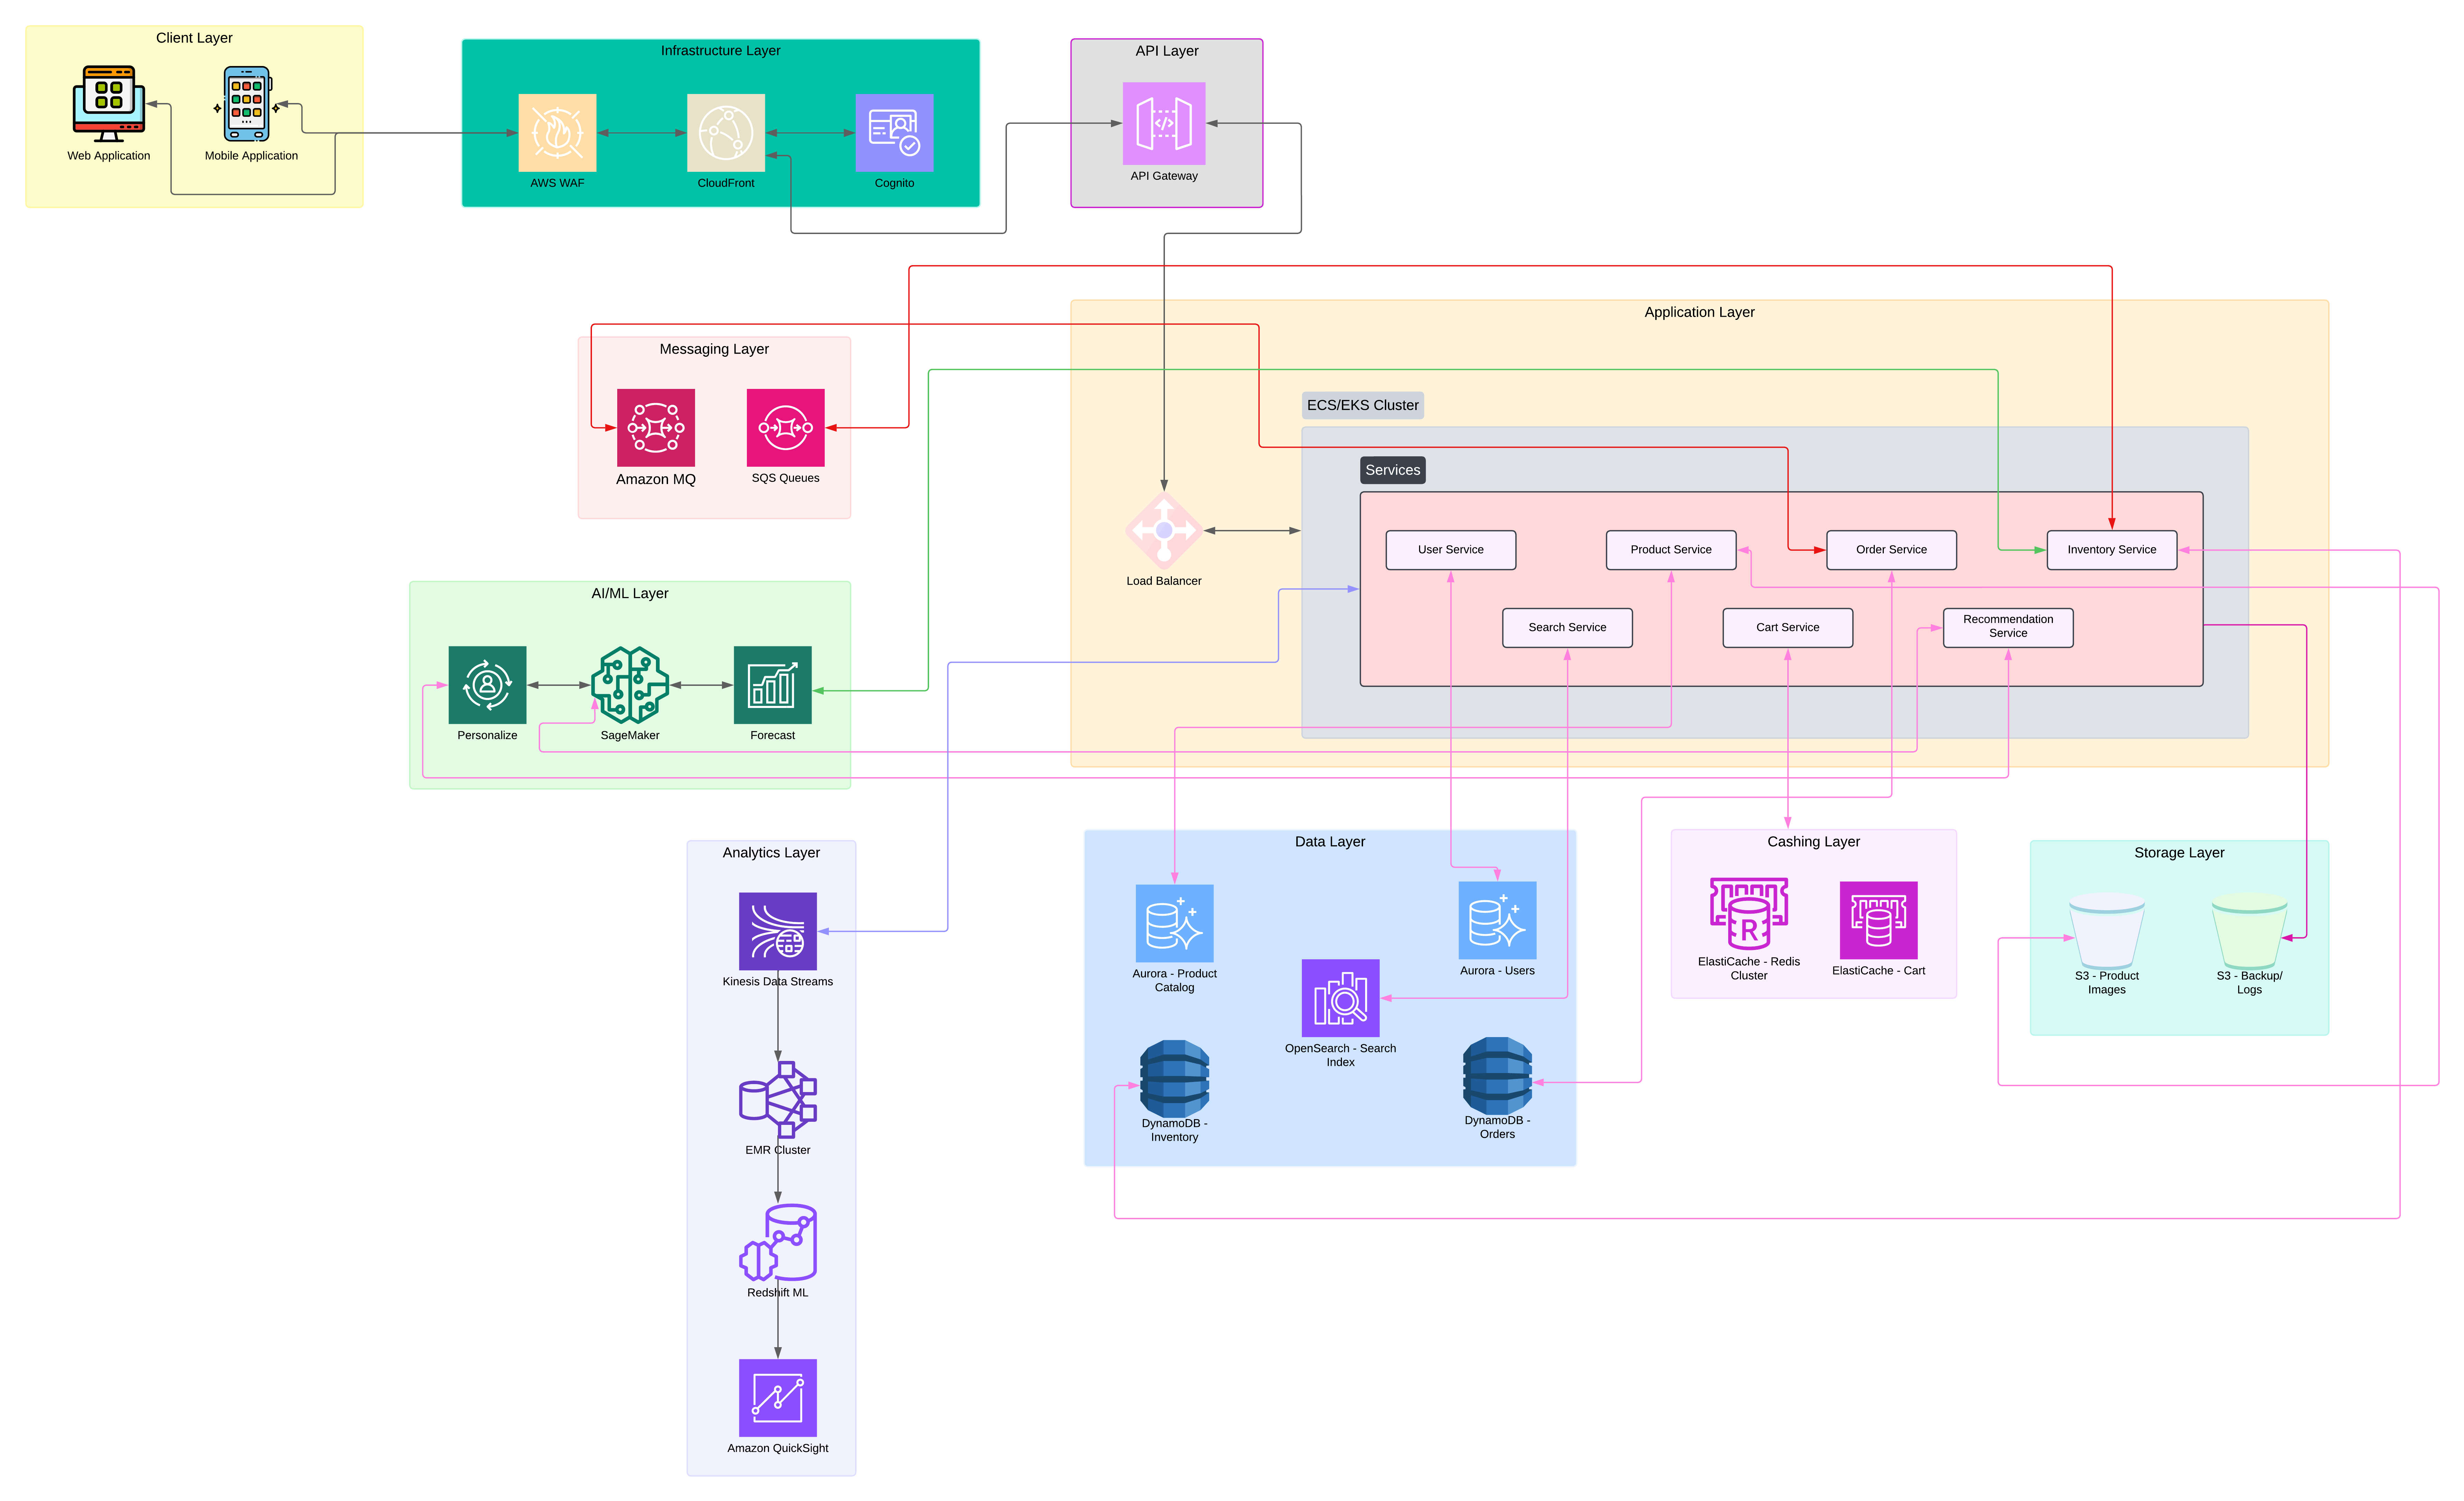 Client Layer
Web Application
Mobile Application
Infrastructure Layer
AWS WAF
CloudFront
Cognito
API Layer
API Gateway
Application Layer
Messaging Layer
Amazon MQ
SQS Queues
ECS/EKS Cluster
Services
Load Balancer
User Service
Product Service
Order Service
Inventory Service
Search Service
Cart Service
Recommendation
Service
AI/ML Layer
Personalize
SageMaker
Forecast
Analytics Layer
Kinesis Data Streams
EMR Cluster
Redshift ML
Amazon QuickSight
Data Layer
Aurora - Product
Catalog
Aurora - Users
OpenSearch - Search
Index
DynamoDB -
Inventory
DynamoDB -
Orders
Cashing Layer
R
ElastiCache - Redis
Cluster
ElastiCache - Cart
Storage Layer
S3 - Product
Images
S3 - Backup/
Logs